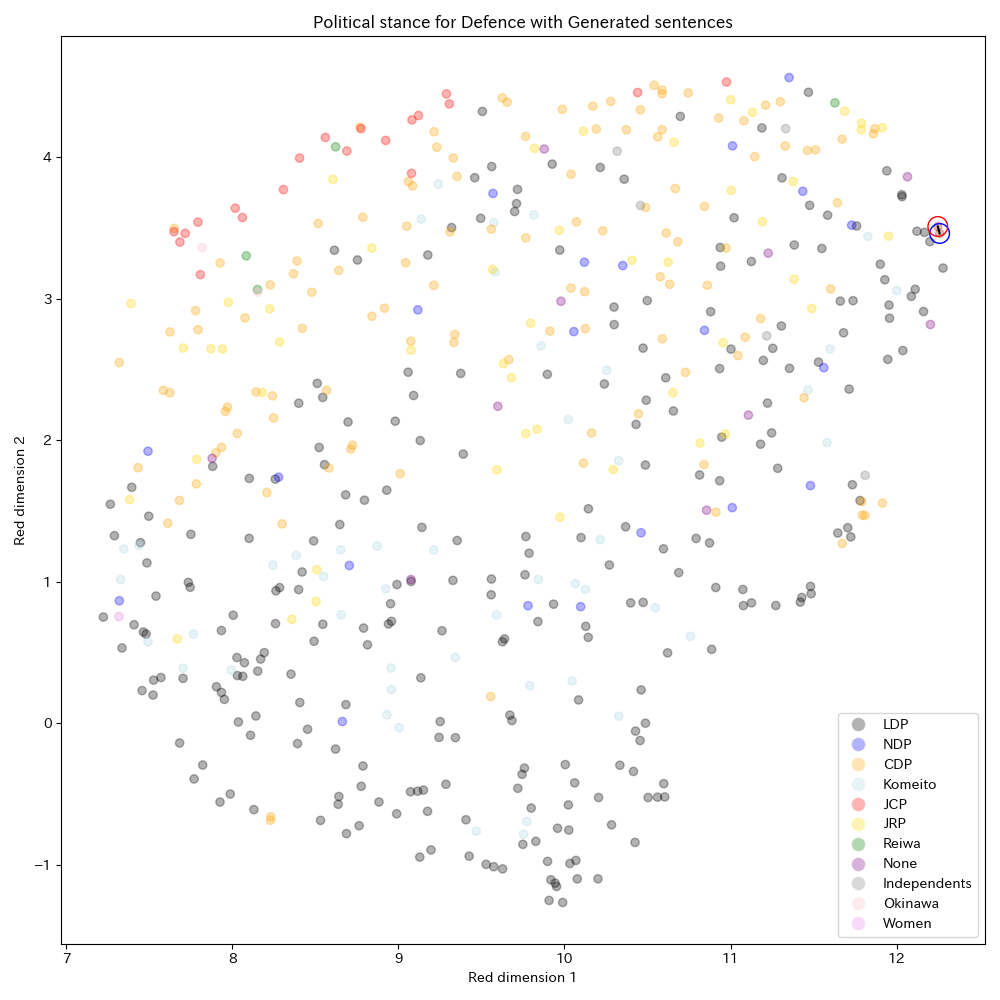 Political stance for Defence with Generated sentences
Red dimension 2
4
3
2
1
0
−1
7
8
9
10
11
12
Red dimension 1
LDP
NDP
CDP
Komeito
JCP
JRP
Reiwa
None
Independents
Okinawa
Women